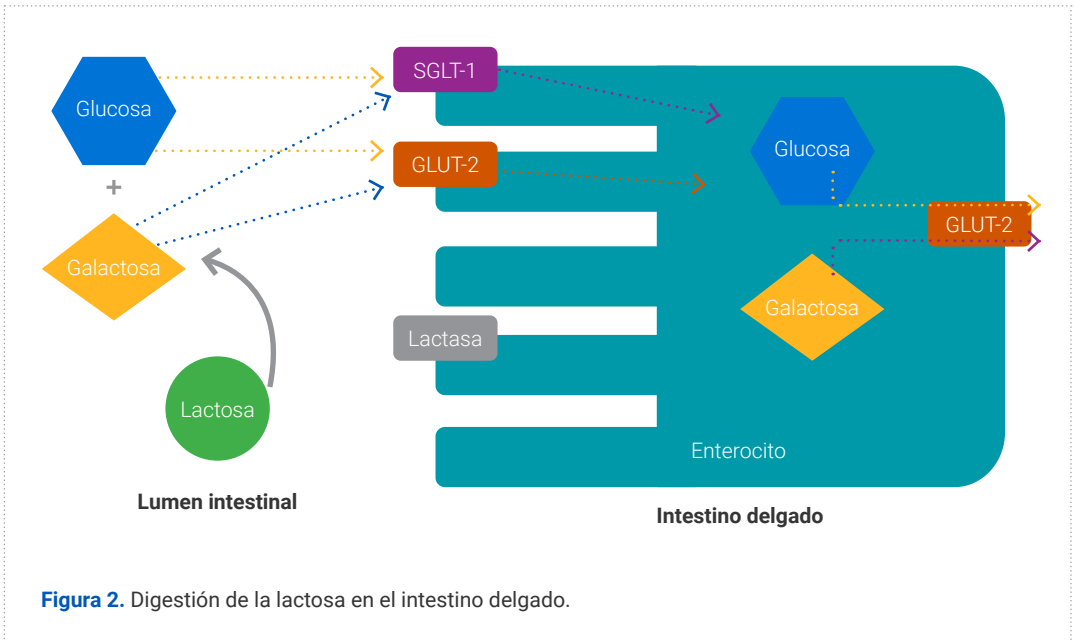 SGLT-1
Glucosa
Glucosa
GLUT-2
+
GLUT-2
Galactosa
Galactosa
Lactasa
Lactosa
Enterocito
Lumen intestinal
Intestino delgado
Figura 2. Digestión de la lactosa en el intestino delgado.